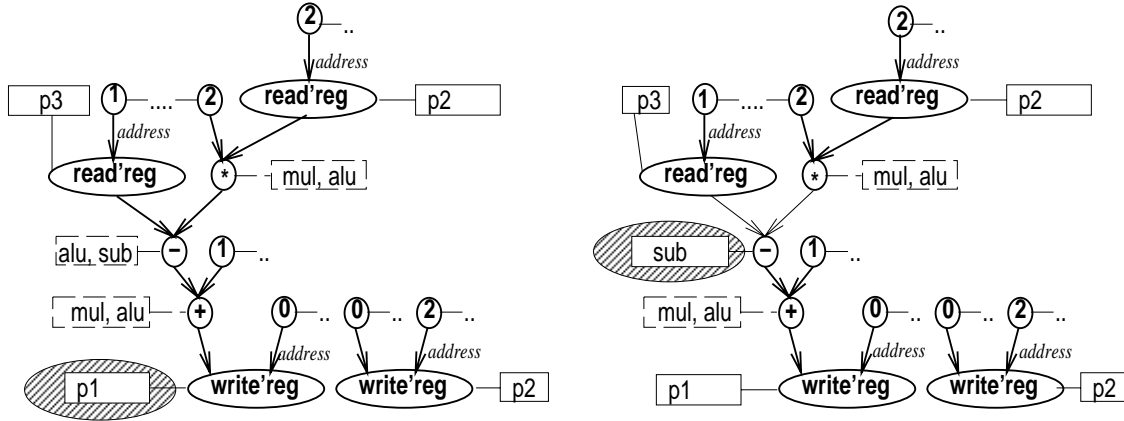 2 ..
address
p3 1 .... 2 read'reg p2
address
read'reg * mul, alu
alu, sub – 1 ..
mul, alu + 0 .. 0 .. 2 ..
address address
p1 write'reg write'reg p2
2 ..
address
p3 1 .... 2 read'reg p2
address
read'reg * mul, alu
sub – 1 ..
mul, alu + 0 .. 0 .. 2 ..
address address
p1 write'reg write'reg p2